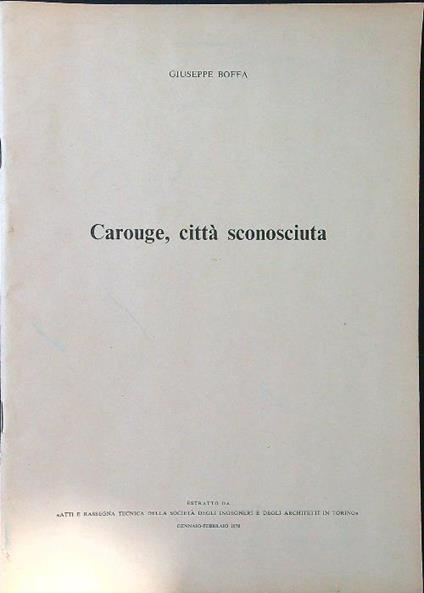 GIUSEPPE BOFFA
Carouge, città sconosciuta
ESTRATTO DA
«ATTI E RASSEGNA TECNICA DELLA SOCIETÀ DEGLI INGEGNERI E DEGLI ARCHITETTI IN TORINO»
GENNAIO-FEBBRAIO